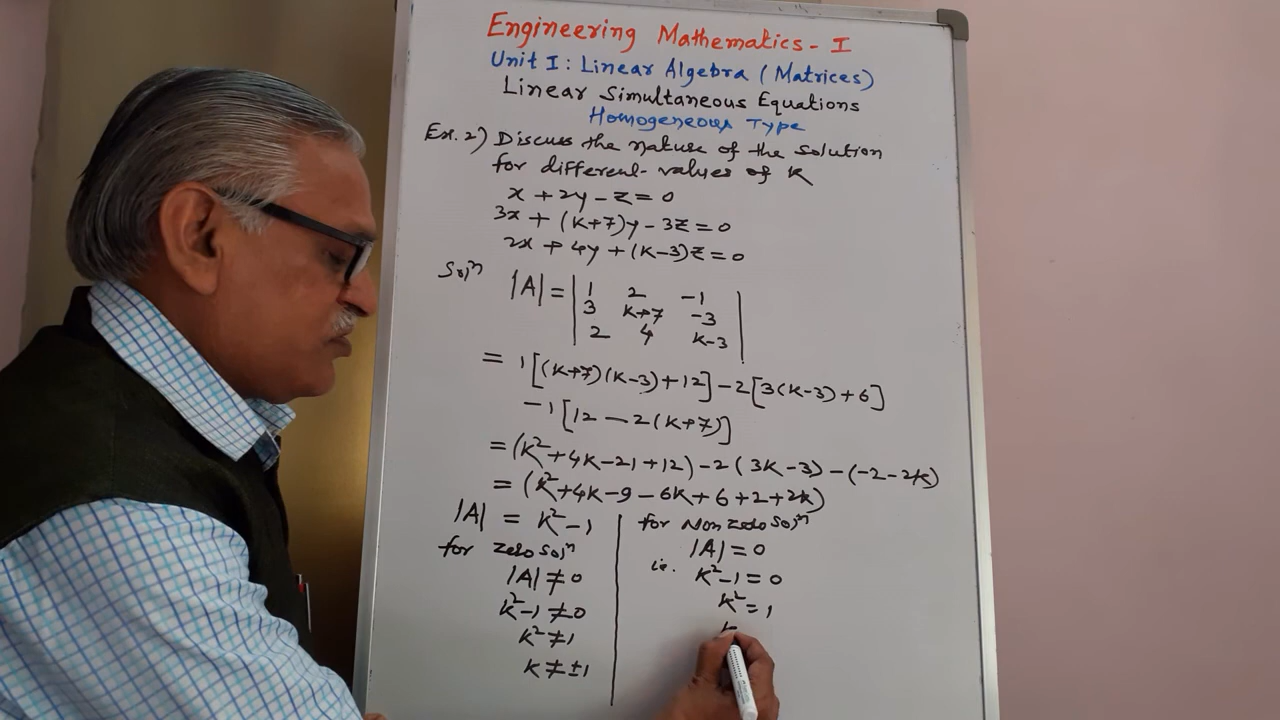 Engineering Mathematics - I
Unit I : Linear Algebra (Matrices)
Linear Simultaneous Equations
Homogeneous Type
Ex. 2) Discuss the nature of the solution
for different values of k
x + 2y - z = 0
3x + (k+7)y - 3z = 0
2x + 4y + (k-3)z = 0
Sol^n |A| = | 1 2 -1
3 k+7 -3
2 4 k-3 |
= 1[(k+7)(k-3)+12] - 2[3(k-3)+6]
-1[12 - 2(k+7)]
= (k²+4k-21+12) - 2(3k-3) - (-2-2k)
= (k²+4k-9-6k+6+2+2k)
|A| = k²-1
for zero sol^n
|A| ≠ 0
k²-1 ≠ 0
k² ≠ 1
k ≠ ±1
for Non zero sol^n
|A| = 0
i.e. k²-1 = 0
k² = 1
k